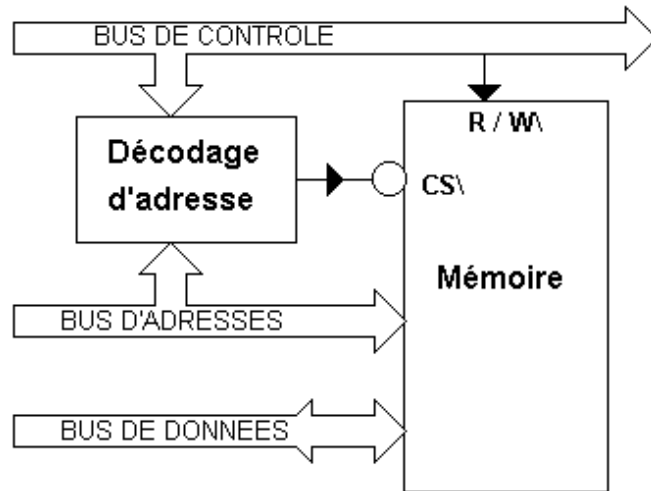 BUS DE CONTROLE
R / W\
Décodage
d'adresse
CS\
Mémoire
BUS D'ADRESSES
BUS DE DONNEES